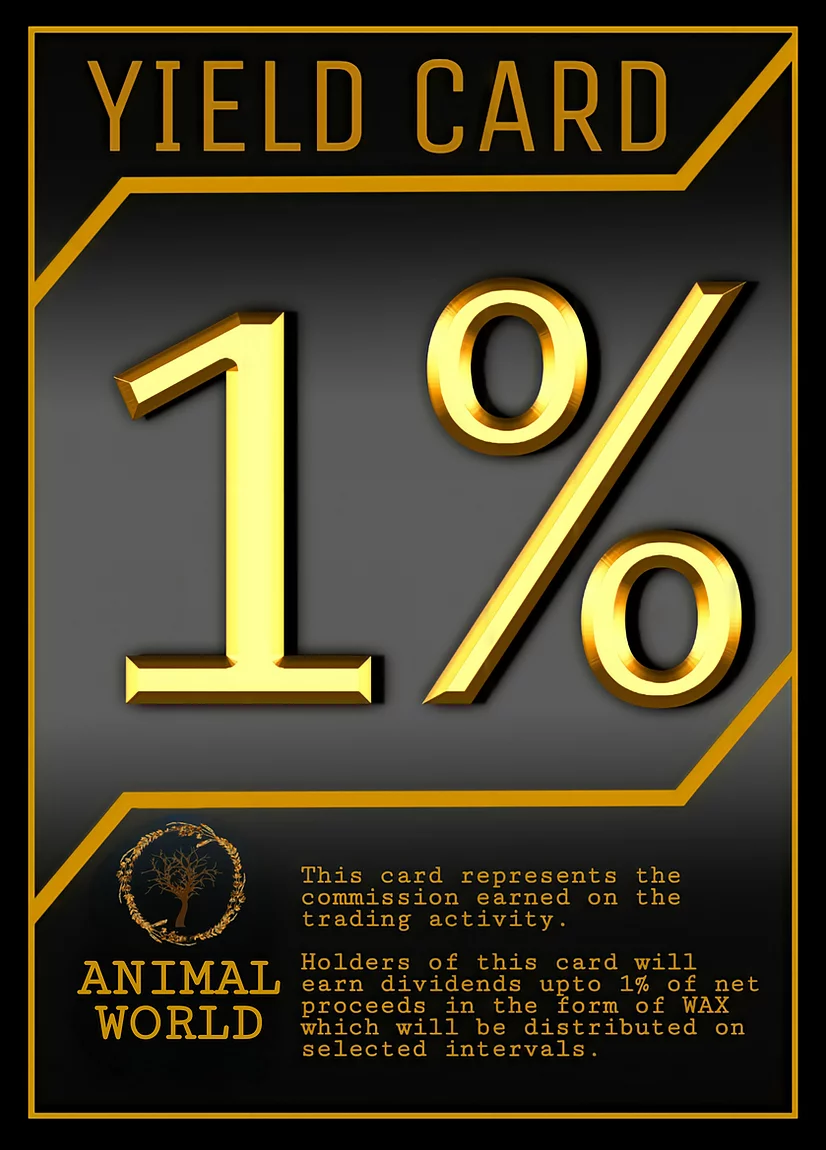 YIELD CARD
1%
ANIMAL
WORLD
This card represents the
commission earned on the
trading activity.
Holders of this card will
earn dividends upto 1% of net
proceeds in the form of WAX
which will be distributed on
selected intervals.